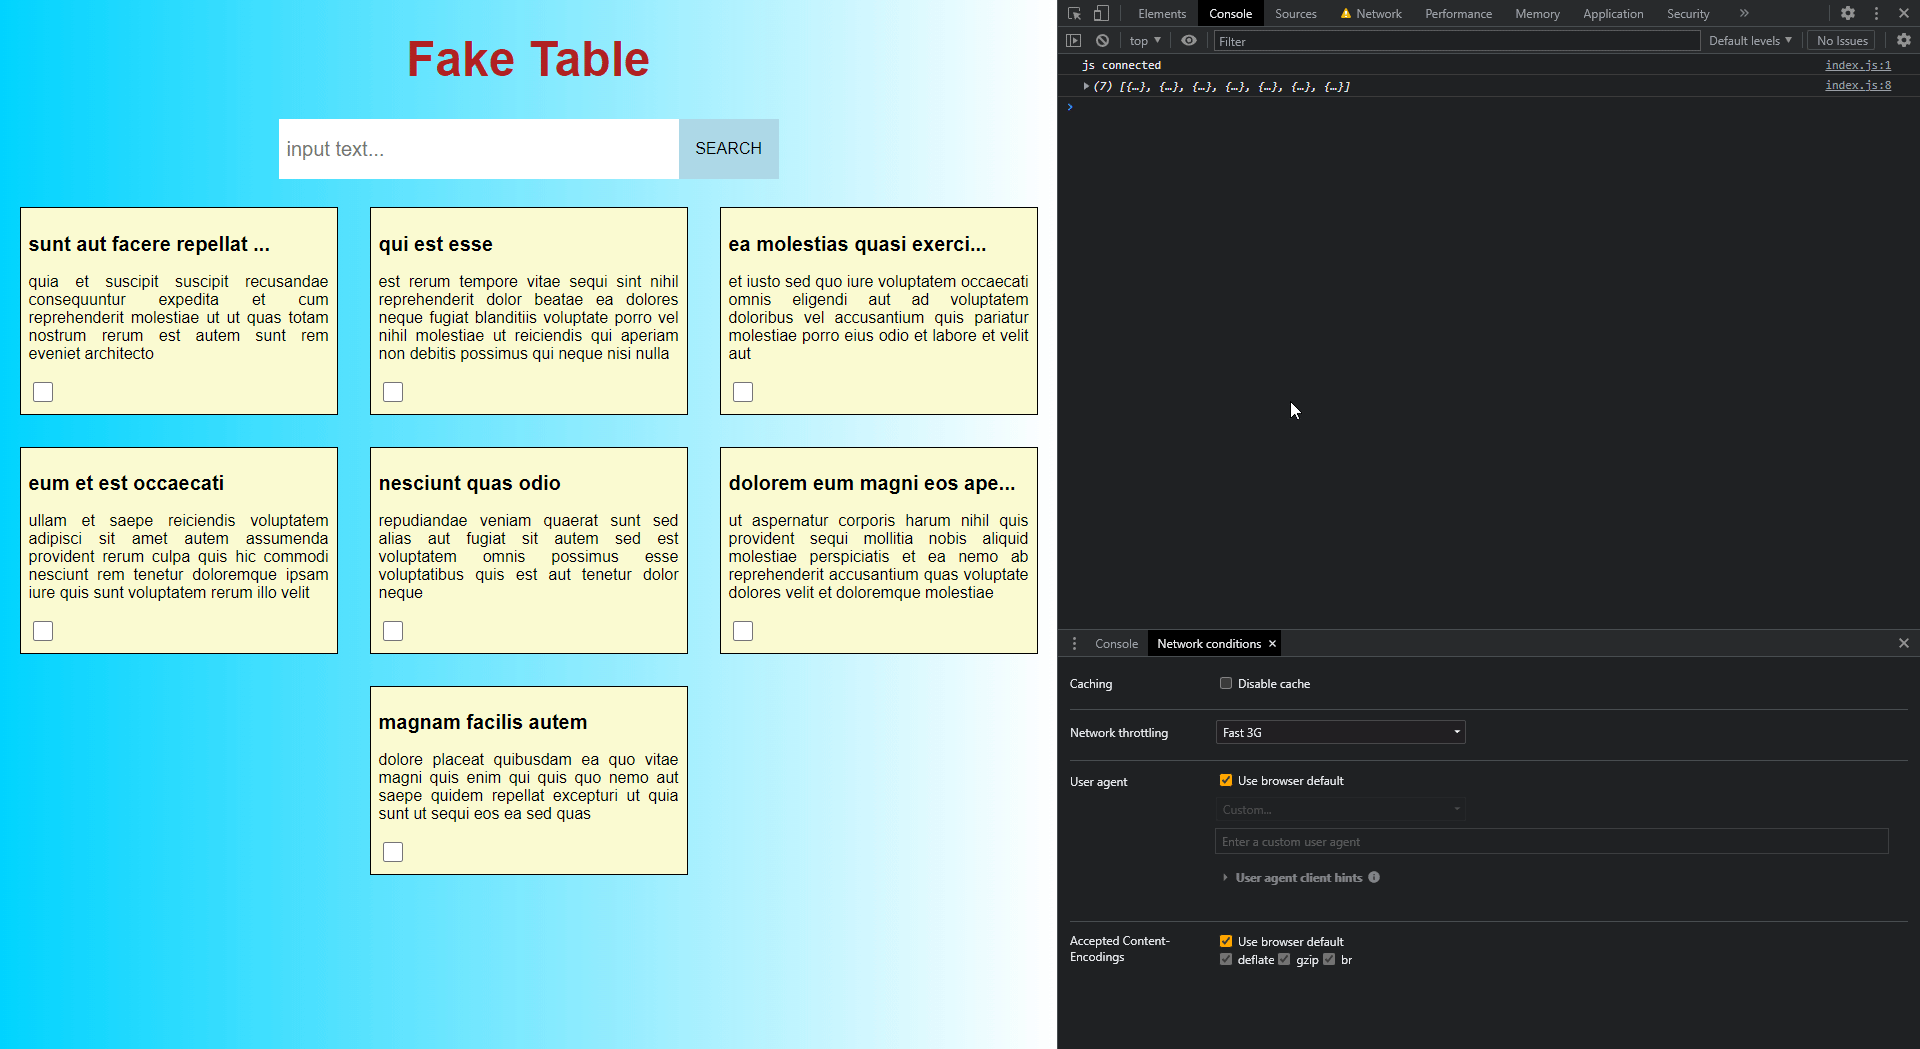 Fake Table
input text...
SEARCH
sunt aut facere repellat ...
quia et suscipit suscipit recusandae
consequuntur expedita et cum
reprehenderit molestiae ut ut quas totam
nostrum rerum est autem sunt rem
eveniet architecto
qui est esse
est rerum tempore vitae sequi sint nihil
reprehenderit dolor beatae ea dolores
neque fugiat blanditiis voluptate porro vel
nihil molestiae ut reiciendis qui aperiam
non debitis possimus qui neque nisi nulla
ea molestias quasi exerci...
et iusto sed quo iure voluptatem occaecati
omnis eligendi aut ad voluptatem
doloribus vel accusantium quis pariatur
molestiae porro eius odio et labore et velit
aut
eum et est occaecati
ullam et saepe reiciendis voluptatem
adipisci sit amet autem assumenda
provident rerum culpa quis hic commodi
nesciunt rem tenetur doloremque ipsam
iure quis sunt voluptatem rerum illo velit
nesciunt quas odio
repudiandae veniam quaerat sunt sed
alias aut fugiat sit autem sed est
voluptatem omnis possimus esse
voluptatibus quis est aut tenetur dolor
neque
dolorem eum magni eos ape...
ut aspernatur corporis harum nihil quis
provident sequi mollitia nobis aliquid
molestiae perspiciatis et ea nemo ab
reprehenderit accusantium quas voluptate
dolores velit et doloremque molestiae
magnam facilis autem
dolore placeat quibusdam ea quo vitae
magni quis enim qui quis quo nemo aut
saepe quidem repellat excepturi ut quia
sunt ut sequi eos ea sed quas
Elements Console Sources Network Performance Memory Application Security »
top Filter Default levels No Issues
js connected index.js:1
(7) [{…}, {…}, {…}, {…}, {…}, {…}, {…}] index.js:8
Console Network conditions
Caching Disable cache
Network throttling Fast 3G
User agent Use browser default
Custom...
Enter a custom user agent
User agent client hints
Accepted Content-
Encodings
Use browser default
deflate gzip br